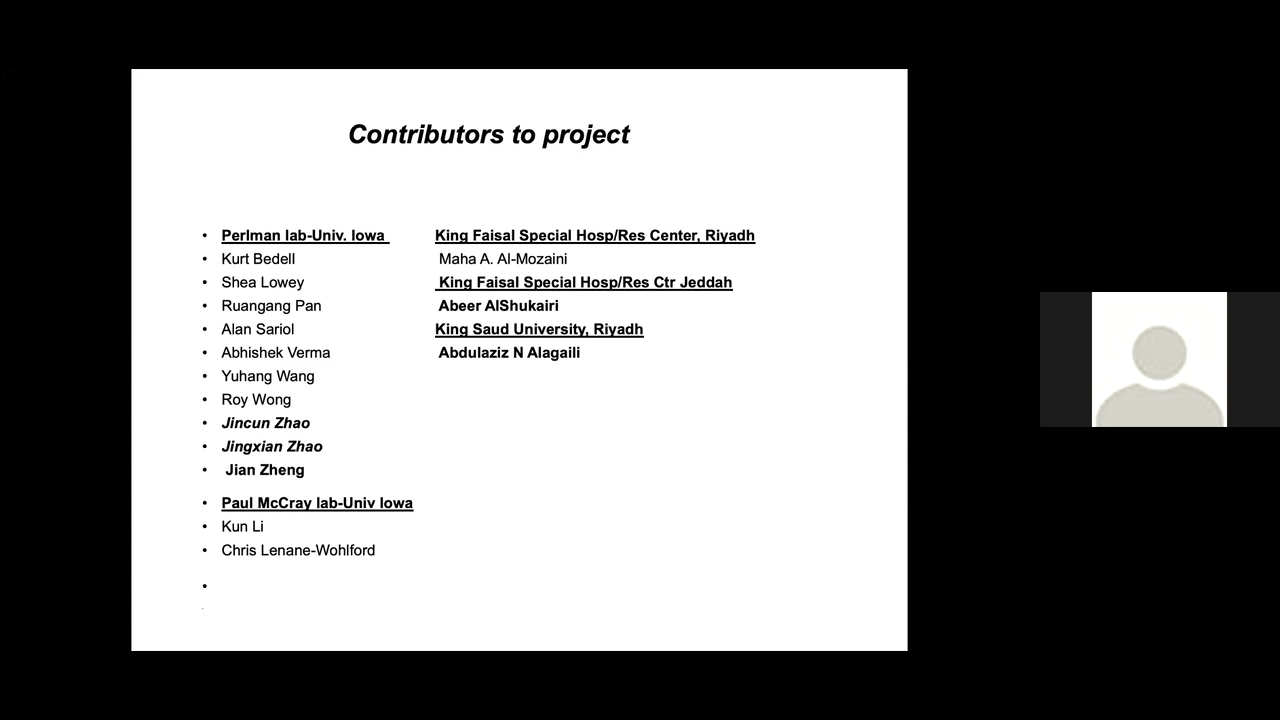 Contributors to project
• Perlman lab-Univ. Iowa
• Kurt Bedell
• Shea Lowey
• Ruangang Pan
• Alan Sariol
• Abhishek Verma
• Yuhang Wang
• Roy Wong
• Jincun Zhao
• Jingxian Zhao
• Jian Zheng
• Paul McCray lab-Univ Iowa
• Kun Li
• Chris Lenane-Wohlford
King Faisal Special Hosp/Res Center, Riyadh
Maha A. Al-Mozaini
King Faisal Special Hosp/Res Ctr Jeddah
Abeer AlShukairi
King Saud University, Riyadh
Abdulaziz N Alagaili